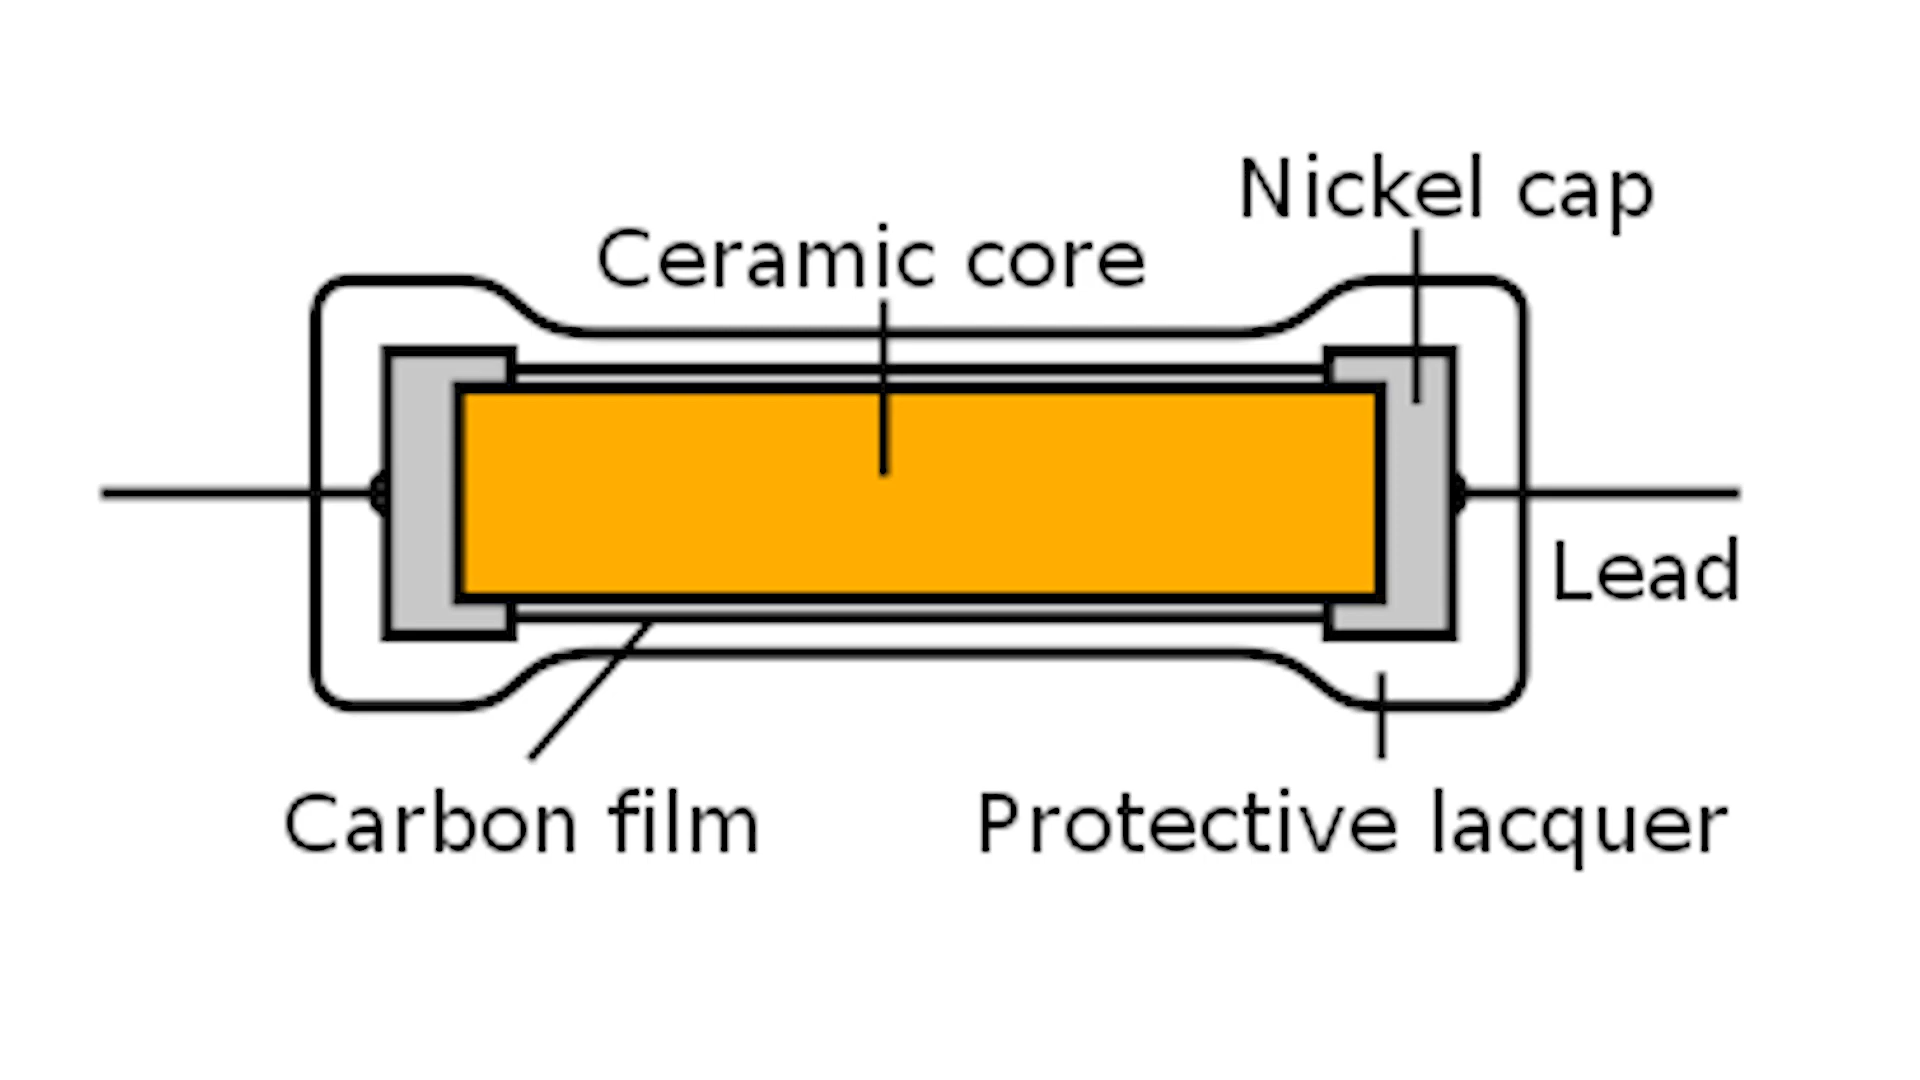 Nickel cap
Ceramic core
Lead
Carbon film
Protective lacquer